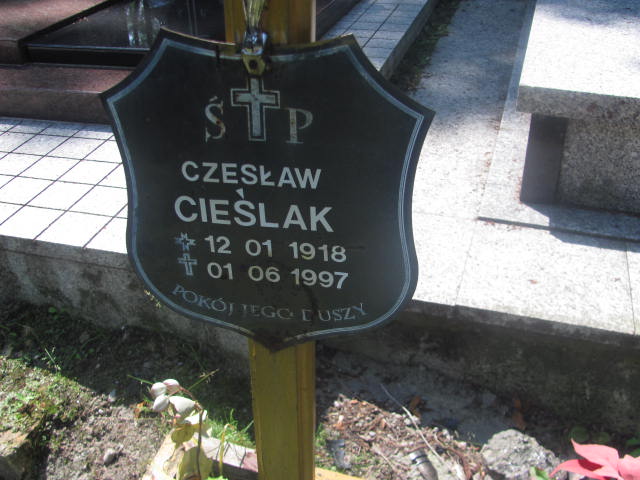 Ś P
CZESŁAW
CIEŚLAK
12 01 1918
01 06 1997
POKÓJ JEGO DUSZY